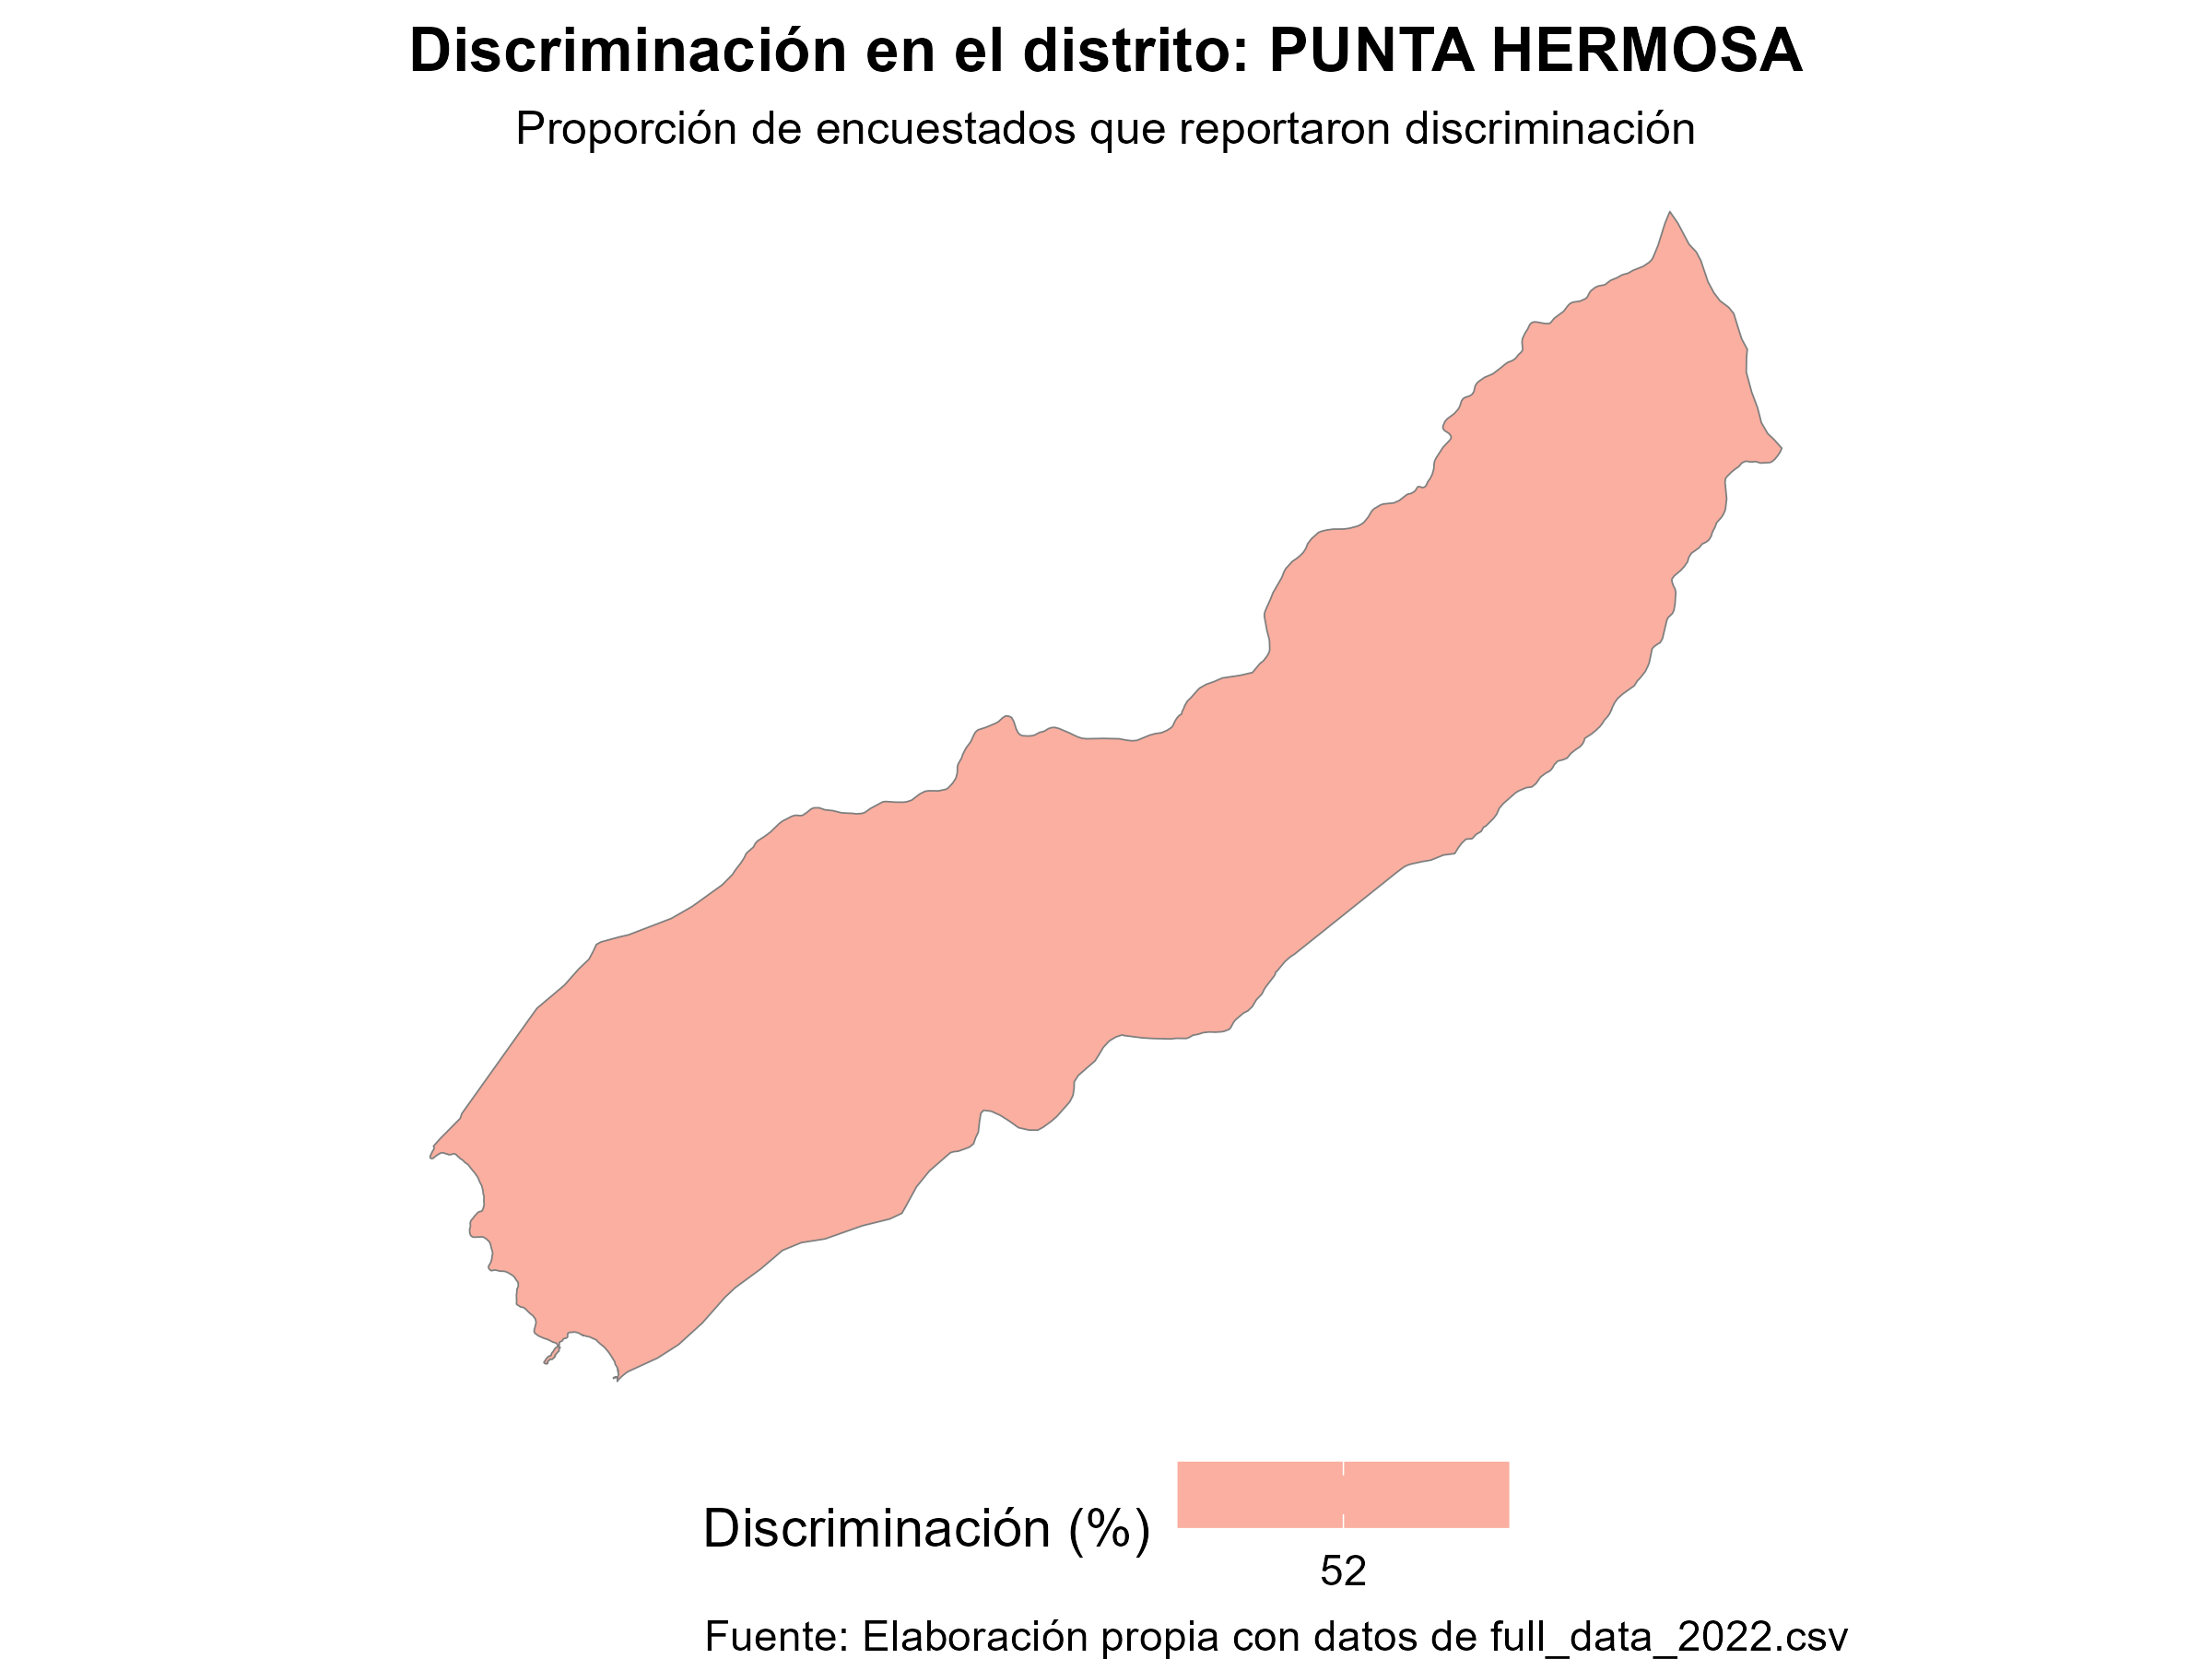 Discriminación en el distrito: PUNTA HERMOSA
Proporción de encuestados que reportaron discriminación
Discriminación (%)
52
Fuente: Elaboración propia con datos de full_data_2022.csv